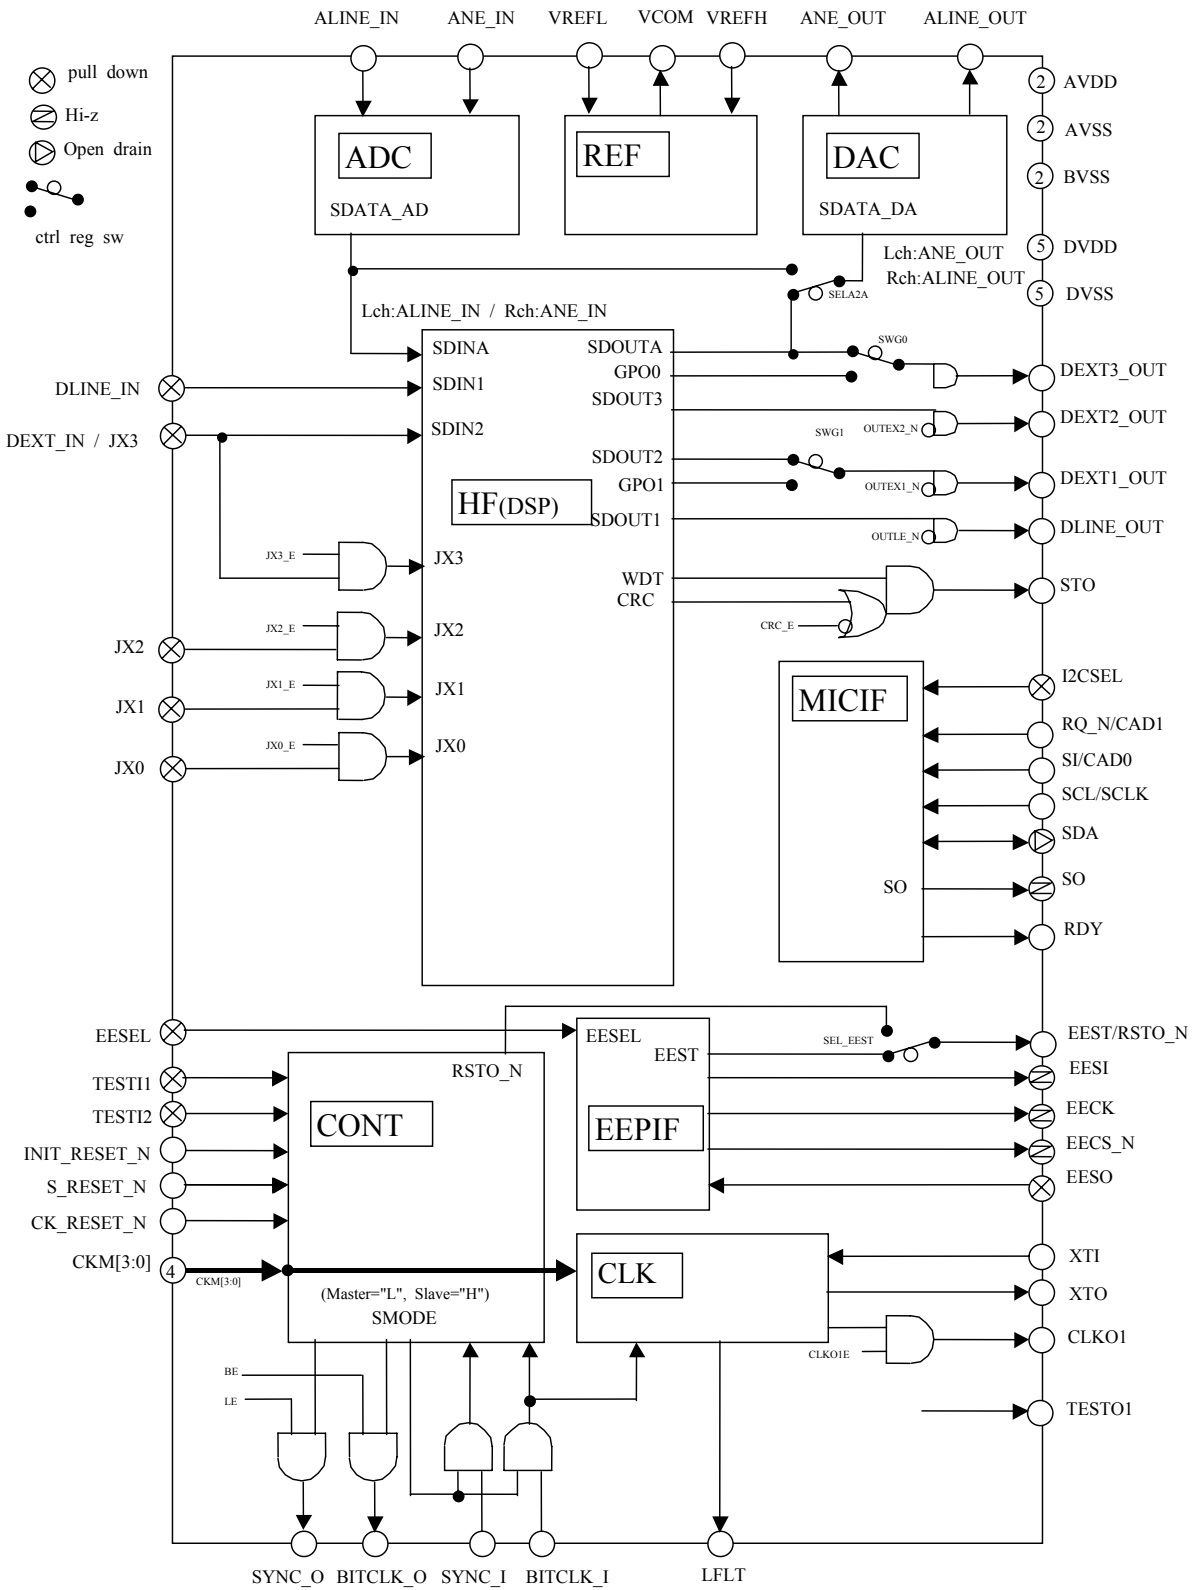 ALINE_IN
ANE_IN
VREFL
VCOM
VREFH
ANE_OUT
ALINE_OUT
pull down
Hi-z
Open drain
ctrl reg sw
2
AVDD
2
AVSS
2
BVSS
5
DVDD
5
DVSS
ADC
SDATA_AD
REF
DAC
SDATA_DA
Lch:ANE_OUT
Rch:ALINE_OUT
SELA2A
Lch:ALINE_IN / Rch:ANE_IN
SDINA
SDOUTA
SWG0
DLINE_IN
SDIN1
GPO0
DEXT3_OUT
SDOUT3
DEXT_IN / JX3
SDIN2
OUTEX2_N
DEXT2_OUT
SWG1
SDOUT2
GPO1
OUTEX1_N
DEXT1_OUT
HF(DSP)
SDOUT1
OUTLE_N
DLINE_OUT
JX3_E
JX3
WDT
CRC
STO
CRC_E
JX2
JX2_E
JX2
JX1
JX1_E
JX1
JX0
JX0_E
JX0
MICIF
I2CSEL
RQ_N/CAD1
SI/CAD0
SCL/SCLK
SDA
SO
SO
RDY
EESEL
EESEL
EEST
SEL_EEST
EEST/RSTO_N
RSTO_N
TESTI1
EESI
TESTI2
CONT
EEPIF
EECK
INIT_RESET_N
EECS_N
S_RESET_N
EESO
CK_RESET_N
CKM[3:0]
4
CKM[3:0]
CLK
XTI
(Master="L", Slave="H")
SMODE
XTO
CLKO1E
CLKO1
BE
LE
TESTO1
SYNC_O
BITCLK_O
SYNC_I
BITCLK_I
LFLT